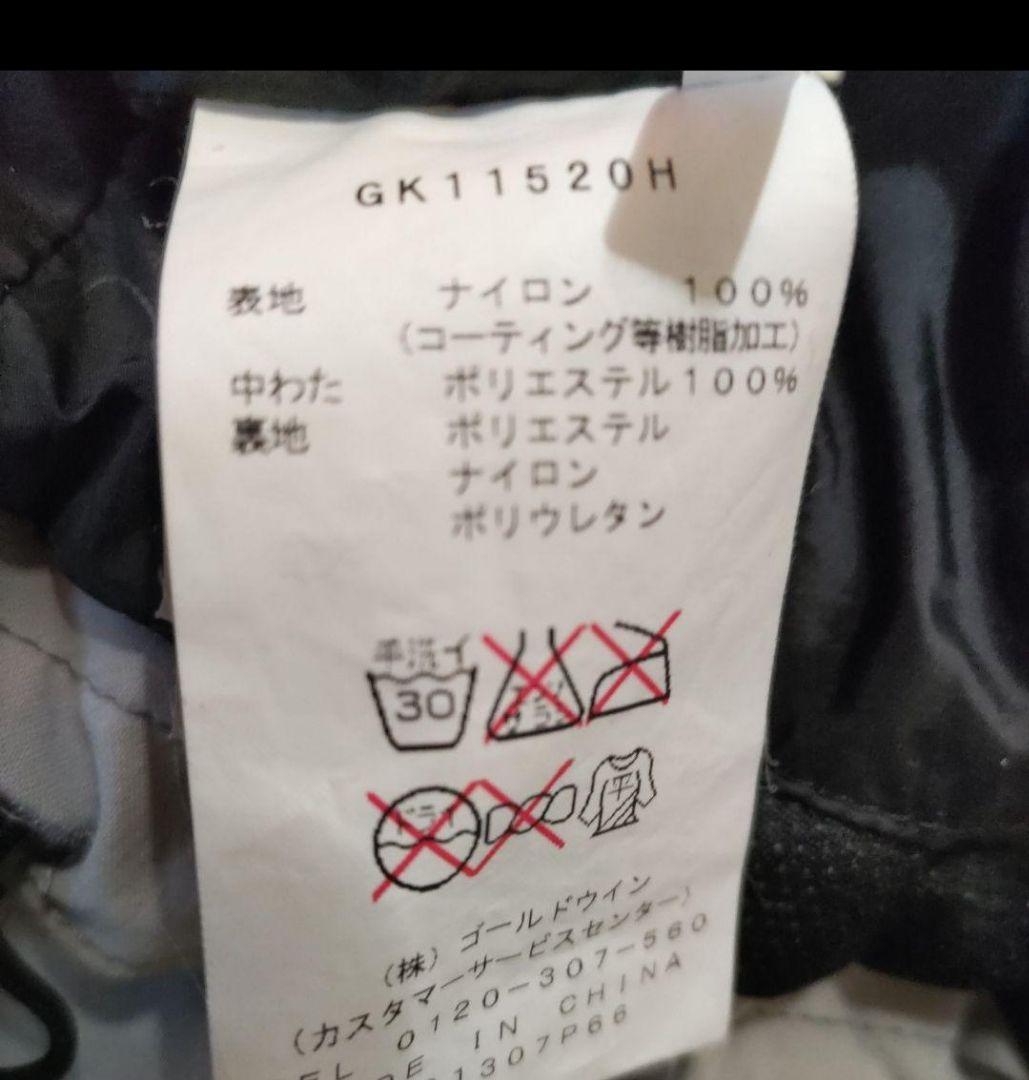 GK11520H
表地 ナイロン 100%
(コーティング等樹脂加工)
中わた ポリエステル100%
裏地 ポリエステル
ナイロン
ポリウレタン
手洗イ
30
ドライ
平
(株)ゴールドウイン
(カスタマーサービスセンター)
0120-307-560
IN CHINA
1307P66